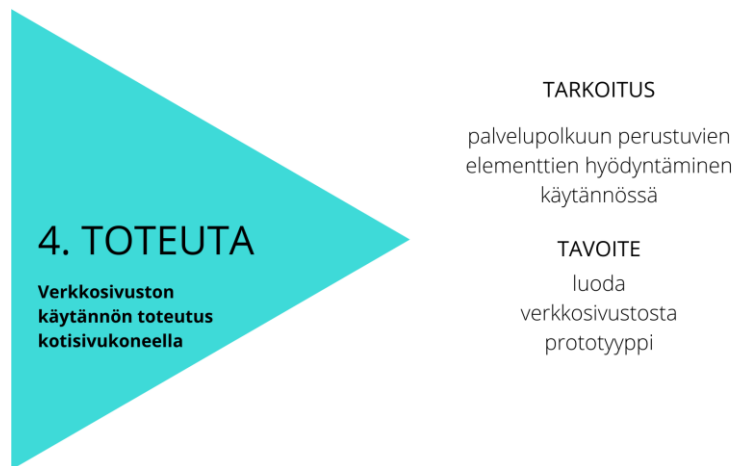 4. TOTEUTA
Verkkosivuston
käytännön toteutus
kotisivukoneella
TARKOITUS
palvelupolkuun perustuvien
elementtien hyödyntäminen
käytännössä
TAVOITE
luoda
verkkosivustosta
prototyyppi